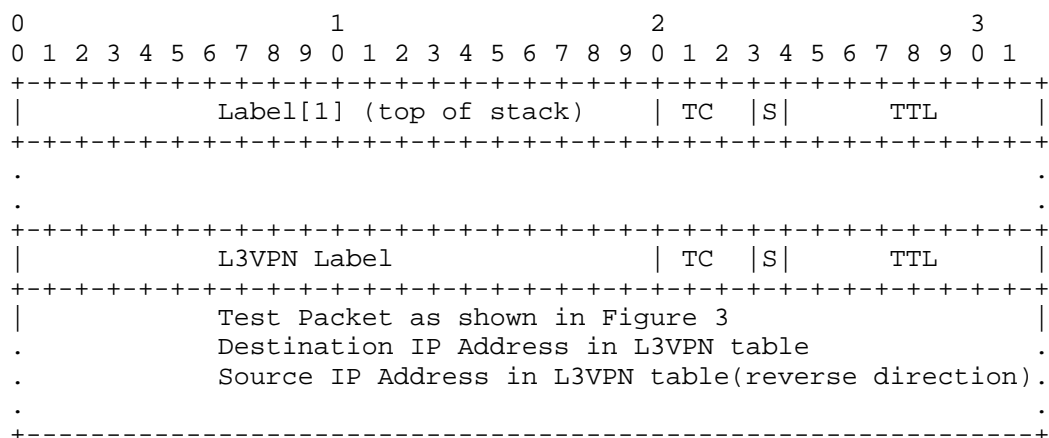 0                   1                   2                   3
0 1 2 3 4 5 6 7 8 9 0 1 2 3 4 5 6 7 8 9 0 1 2 3 4 5 6 7 8 9 0 1
+-+-+-+-+-+-+-+-+-+-+-+-+-+-+-+-+-+-+-+-+-+-+-+-+-+-+-+-+-+-+-+-+
|            Label[1] (top of stack)    | TC  |S|      TTL      |
+-+-+-+-+-+-+-+-+-+-+-+-+-+-+-+-+-+-+-+-+-+-+-+-+-+-+-+-+-+-+-+-+
.                                                               .
.                                                               .
+-+-+-+-+-+-+-+-+-+-+-+-+-+-+-+-+-+-+-+-+-+-+-+-+-+-+-+-+-+-+-+-+
|            L3VPN Label                | TC  |S|      TTL      |
+-+-+-+-+-+-+-+-+-+-+-+-+-+-+-+-+-+-+-+-+-+-+-+-+-+-+-+-+-+-+-+-+
|            Test Packet as shown in Figure 3                   |
.            Destination IP Address in L3VPN table              .
.            Source IP Address in L3VPN table(reverse direction).
.                                                               .
+---------------------------------------------------------------+